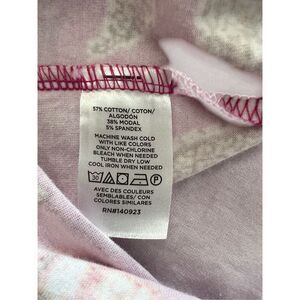 57% COTTON/ COTON/
ALGODÓN
38% MODAL
5% SPANDEX
MACHINE WASH COLD
WITH LIKE COLORS
ONLY NON-CHLORINE
BLEACH WHEN NEEDED
TUMBLE DRY LOW
COOL IRON WHEN NEEDED
30 P
AVEC DES COULEURS
SEMBLABLES/ CON
COLORES SIMILARES
RN#140923